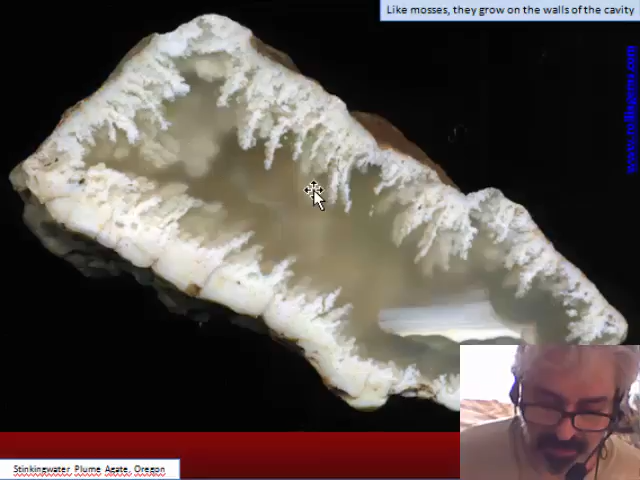 Like mosses, they grow on the walls of the cavity
Stinkingwater Plume Agate, Oregon